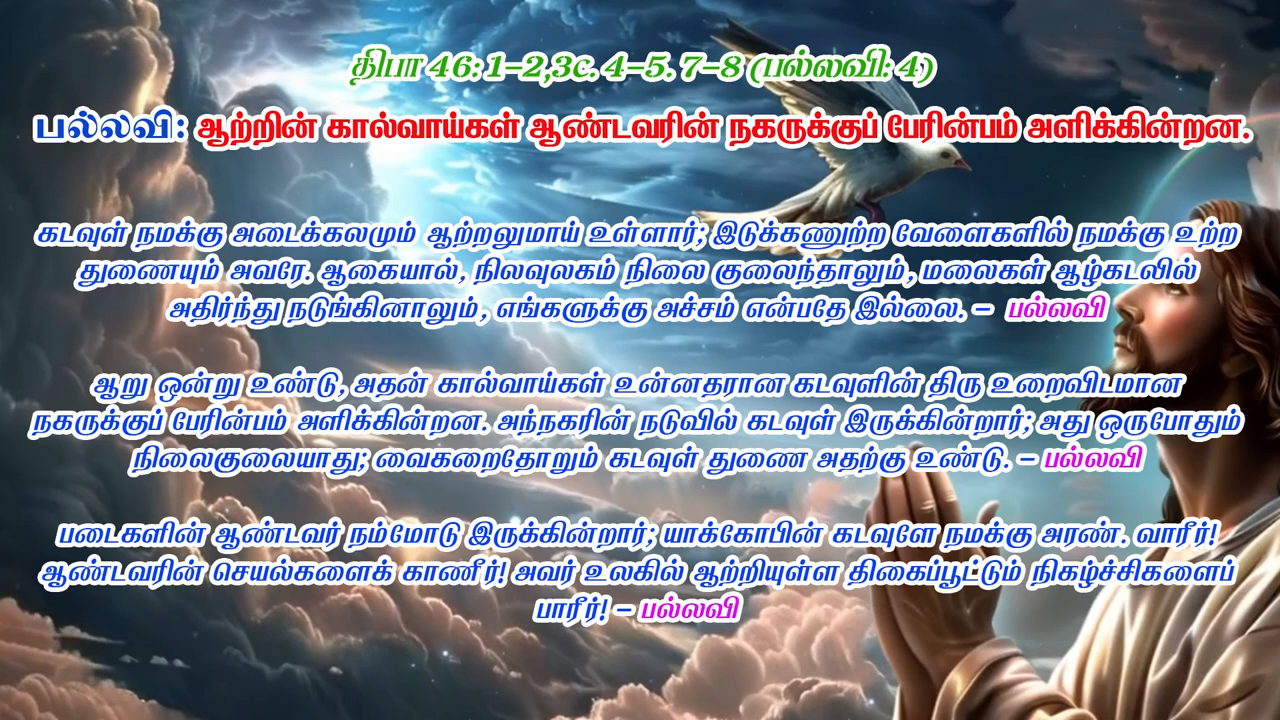 திபா 46: 1-2,3c. 4-5. 7-8 (பல்லவி: 4)
பல்லவி: ஆற்றின் கால்வாய்கள் ஆண்டவரின் நகருக்குப் பேரின்பம் அளிக்கின்றன.
கடவுள் நமக்கு அடைக்கலமும் ஆற்றலுமாய் உள்ளார்; இடுக்கணுற்ற வேளைகளில் நமக்கு உற்ற
துணையும் அவரே. ஆகையால், நிலவுலகம் நிலை குலைந்தாலும், மலைகள் ஆழ்கடலில்
அதிர்ந்து நடுங்கினாலும், எங்களுக்கு அச்சம் என்பதே இல்லை. – பல்லவி
ஆறு ஒன்று உண்டு, அதன் கால்வாய்கள் உன்னதரான கடவுளின் திரு உறைவிடமான
நகருக்குப் பேரின்பம் அளிக்கின்றன. அந்நகரின் நடுவில் கடவுள் இருக்கின்றார்; அது ஒருபோதும்
நிலைகுலையாது; வைகறைதோறும் கடவுள் துணை அதற்கு உண்டு. – பல்லவி
படைகளின் ஆண்டவர் நம்மோடு இருக்கின்றார்; யாக்கோபின் கடவுளே நமக்கு அரண். வாரீர்!
ஆண்டவரின் செயல்களைக் காணீர்! அவர் உலகில் ஆற்றியுள்ள திகைப்பூட்டும் நிகழ்ச்சிகளைப்
பாரீர்! – பல்லவி